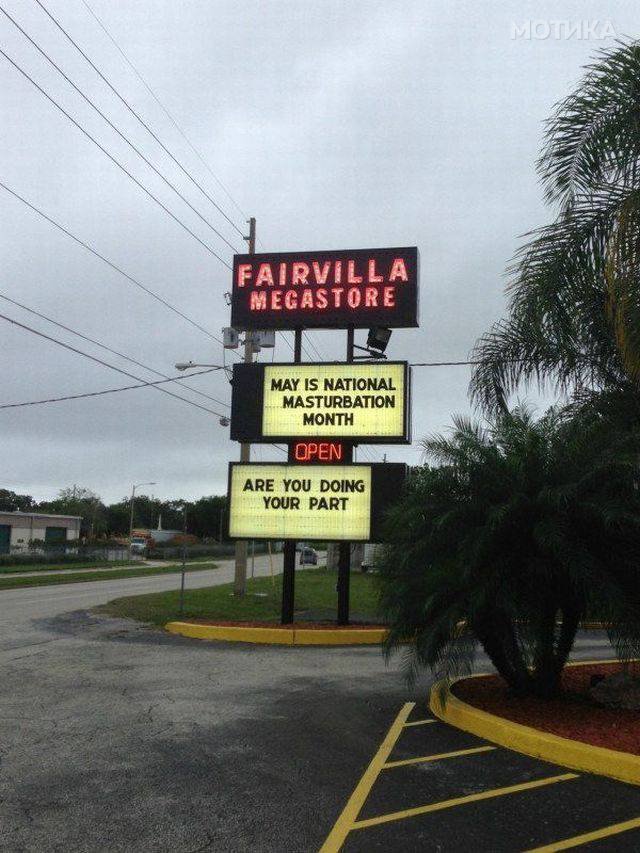 МОТИКА
FAIRVILLA
MEGASTORE
MAY IS NATIONAL
MASTURBATION
MONTH
OPEN
ARE YOU DOING
YOUR PART